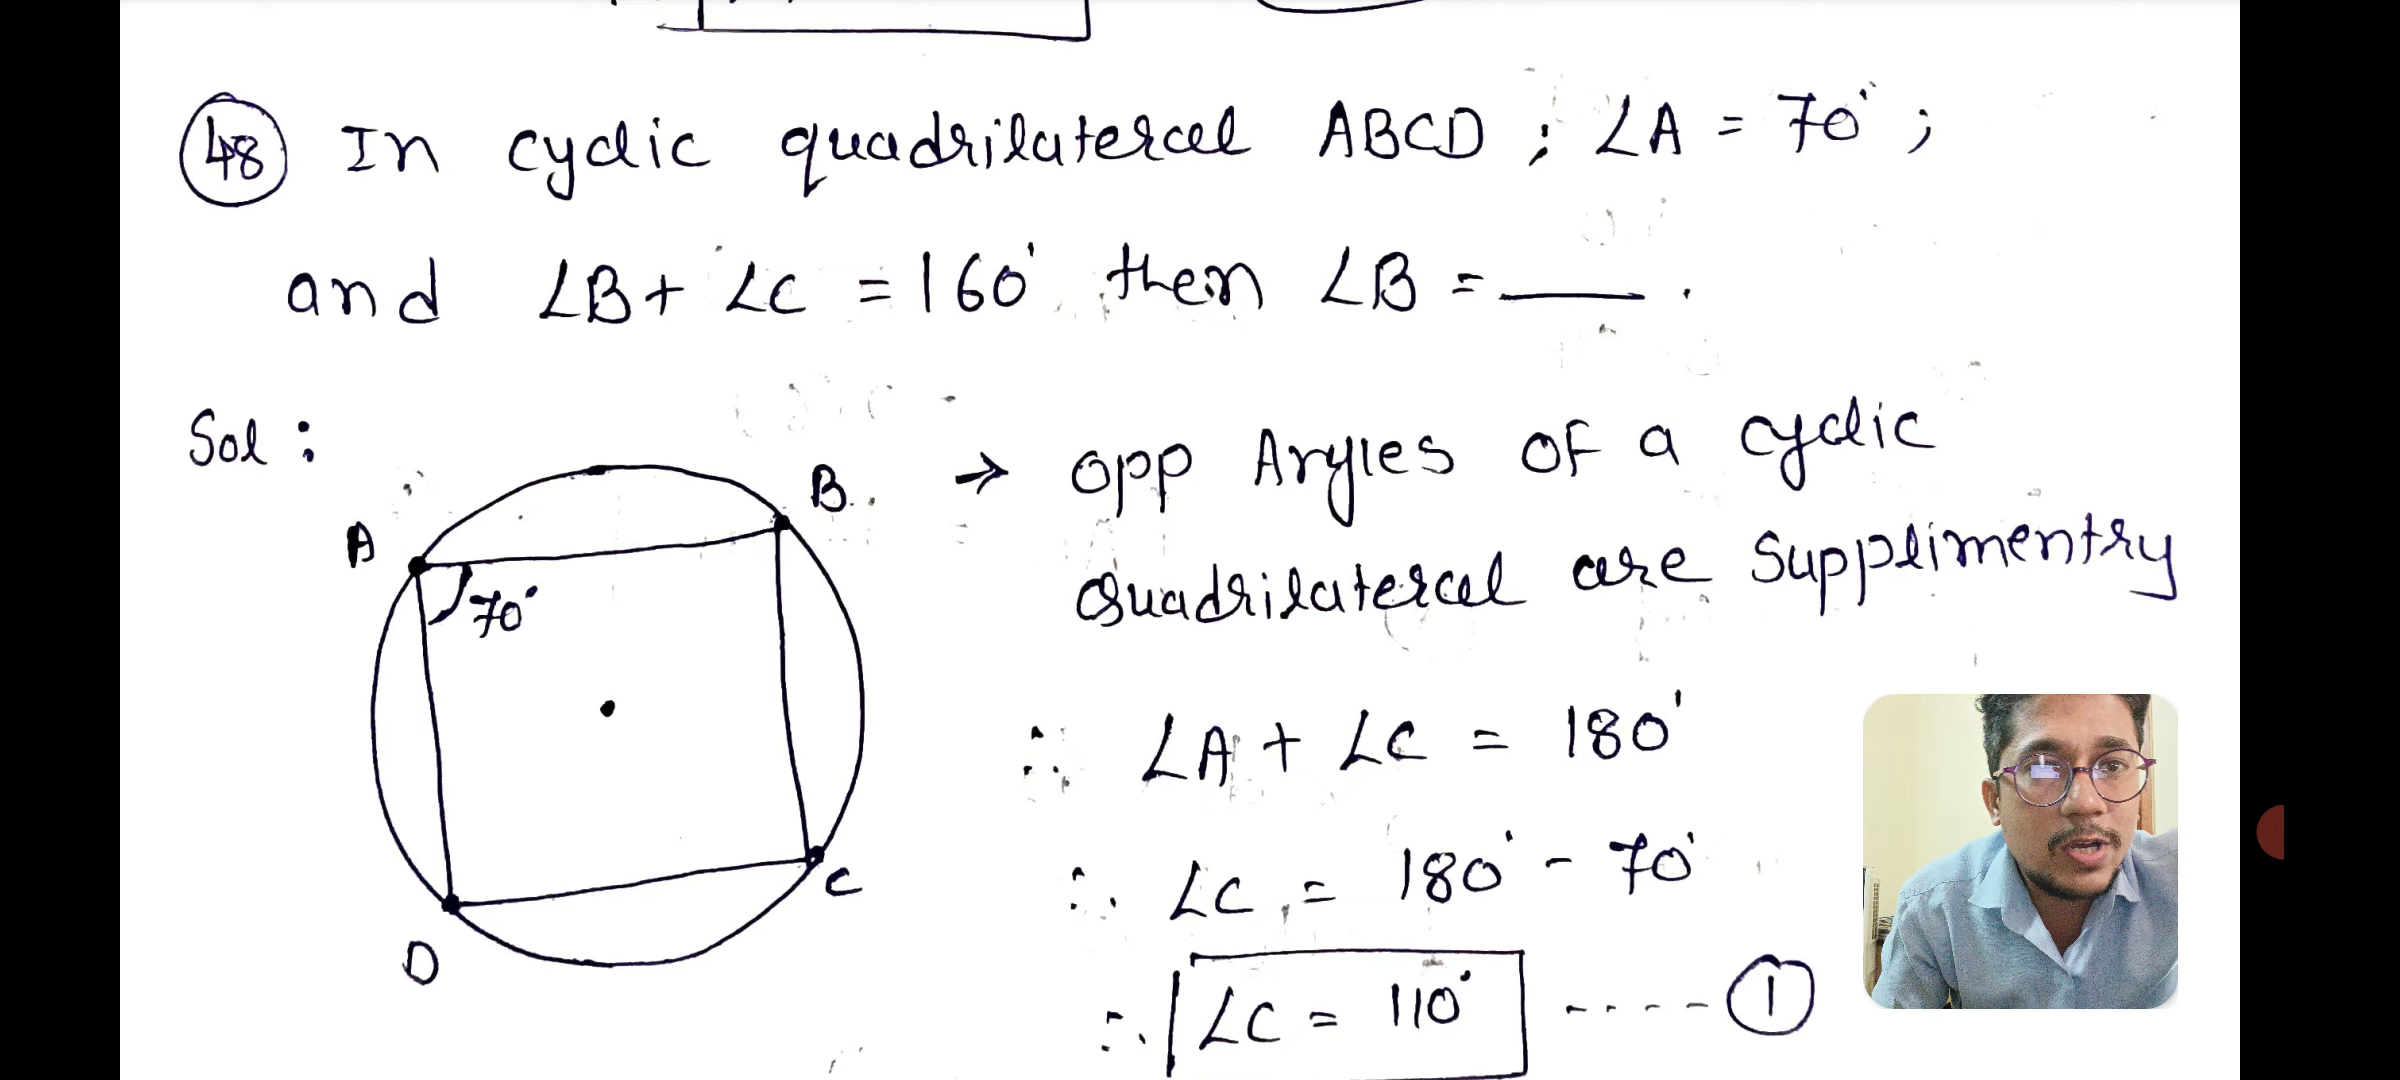 48 In cyclic quadrilateral ABCD ; ∠A = 70° ;
and ∠B + ∠C = 160° then ∠B = ____ .
Sol :
→ opp Angles of a cyclic
quadrilateral are Supplimentry
A
B
70°
∴ ∠A + ∠C = 180°
∴ ∠C = 180° - 70°
C
D
∴ ∠C = 110° ---- 1